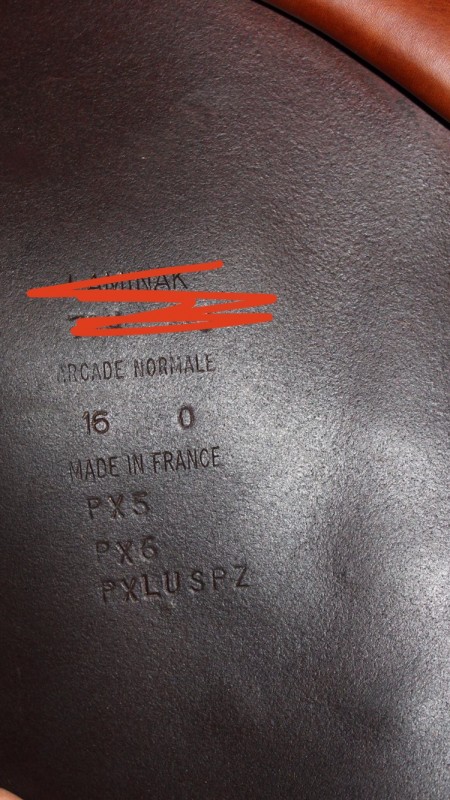 ARCADE NORMALE
16 0
MADE IN FRANCE
PX5
PX6
PXLUSPZ